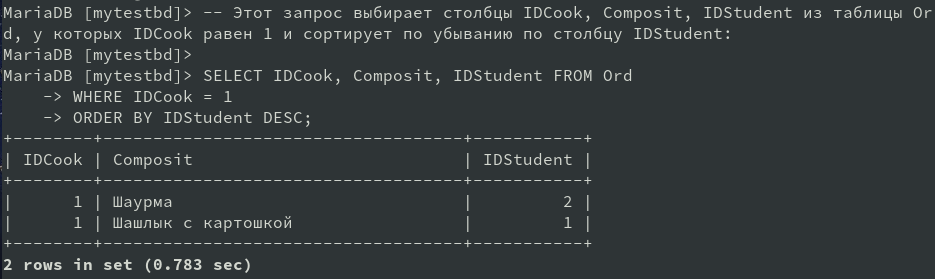 MariaDB [mytestbd]> -- Этот запрос выбирает столбцы IDCook, Composit, IDStudent из таблицы Or
d, у которых IDCook равен 1 и сортирует по убыванию по столбцу IDStudent:
MariaDB [mytestbd]>
MariaDB [mytestbd]> SELECT IDCook, Composit, IDStudent FROM Ord
    -> WHERE IDCook = 1
    -> ORDER BY IDStudent DESC;
+--------+------------------------------------+-----------+
| IDCook | Composit                           | IDStudent |
+--------+------------------------------------+-----------+
|      1 | Шаурма                             |         2 |
|      1 | Шашлык с картошкой                 |         1 |
+--------+------------------------------------+-----------+
2 rows in set (0.783 sec)